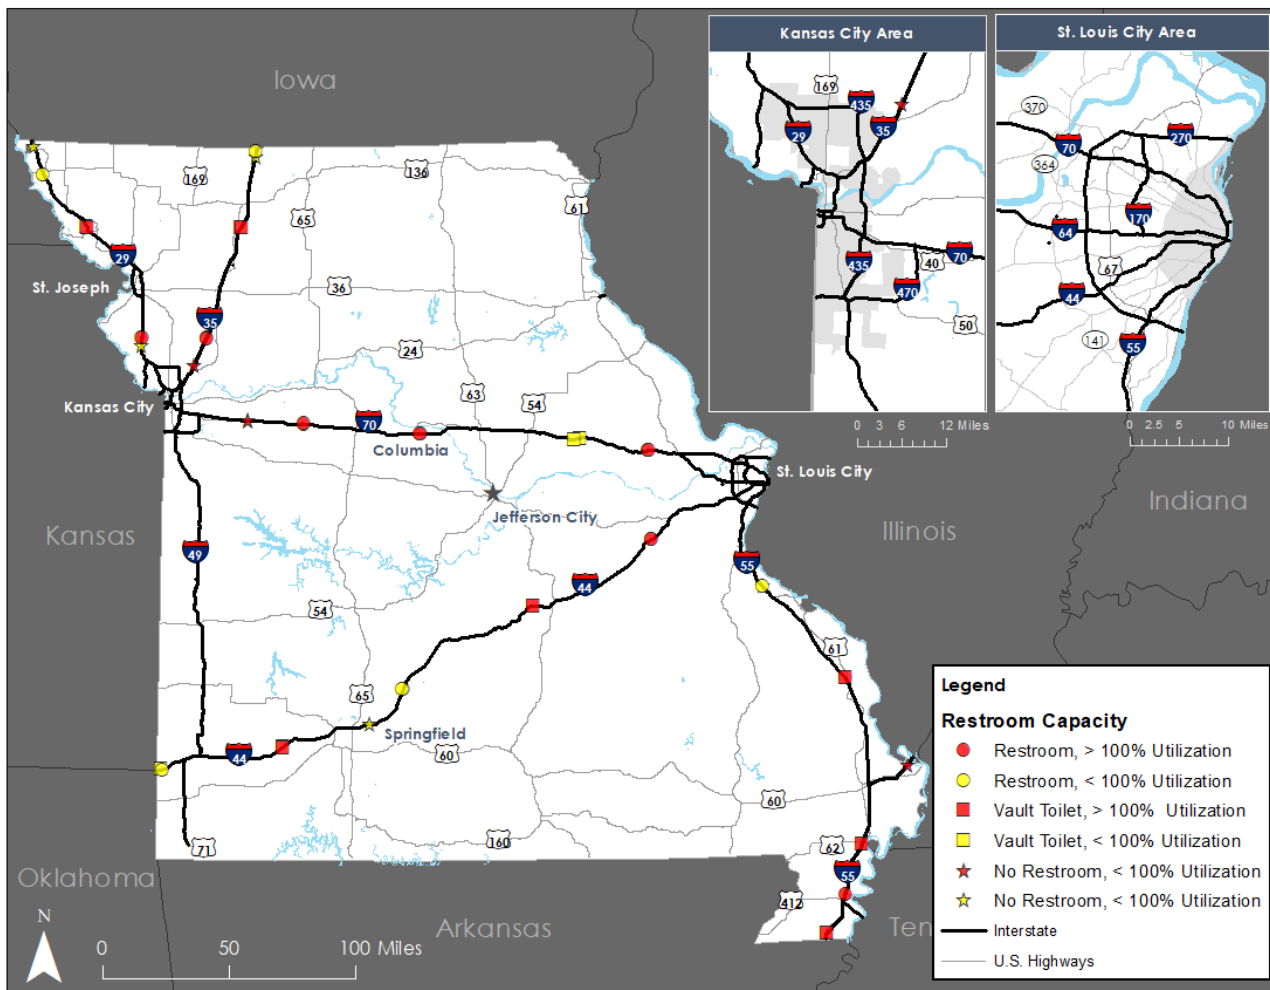 Kansas City Area
St. Louis City Area
Iowa
169
435
29
35
435
470
70
40
50
0 3 6 12 Miles
370
70
270
364
170
64
67
44
141
55
0 2.5 5 10 Miles
169
136
65
61
29
St. Joseph
36
35
24
63
54
Kansas City
70
Columbia
St. Louis City
Jefferson City
Kansas
Illinois
Indiana
49
55
44
54
61
65
Springfield
44
60
60
71
160
62
55
412
Oklahoma
Arkansas
Ten
N
0 50 100 Miles
Legend
Restroom Capacity
Restroom, > 100% Utilization
Restroom, < 100% Utilization
Vault Toilet, > 100% Utilization
Vault Toilet, < 100% Utilization
No Restroom, < 100% Utilization
No Restroom, < 100% Utilization
Interstate
U.S. Highways